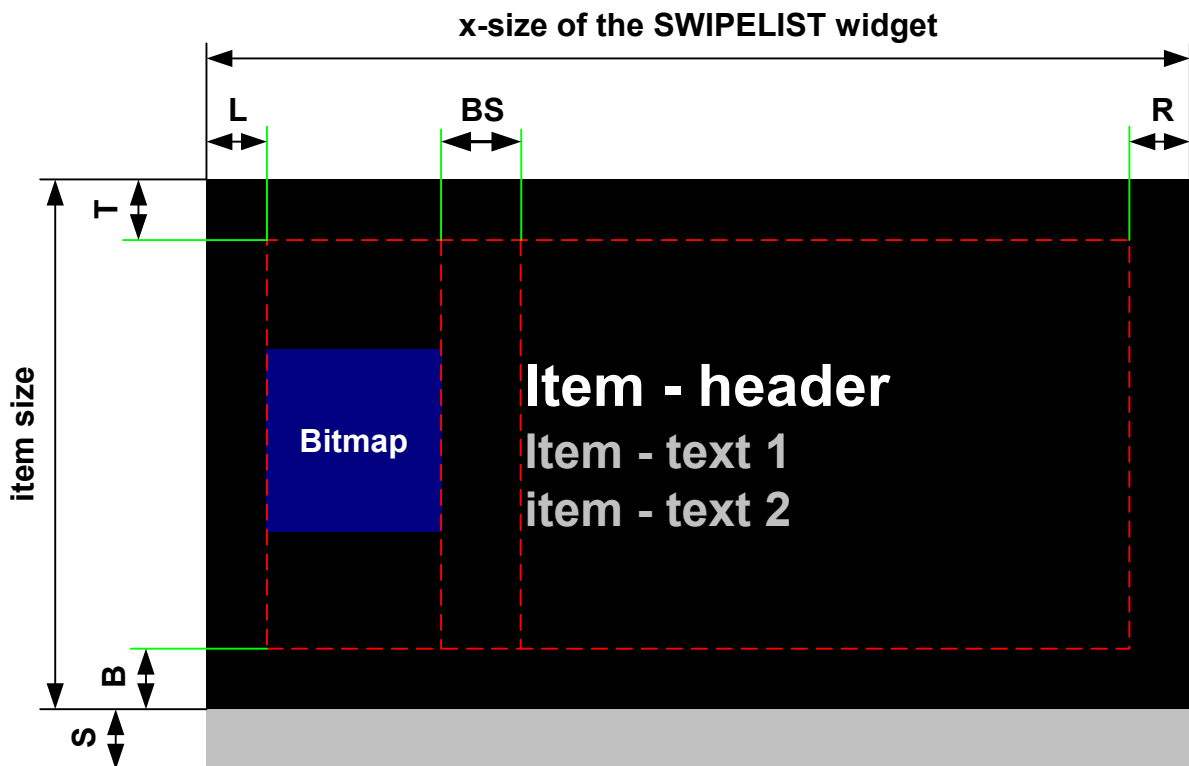 x-size of the SWIPELIST widget
L
BS
R
T
item size
Bitmap
Item - header
Item - text 1
item - text 2
B
S